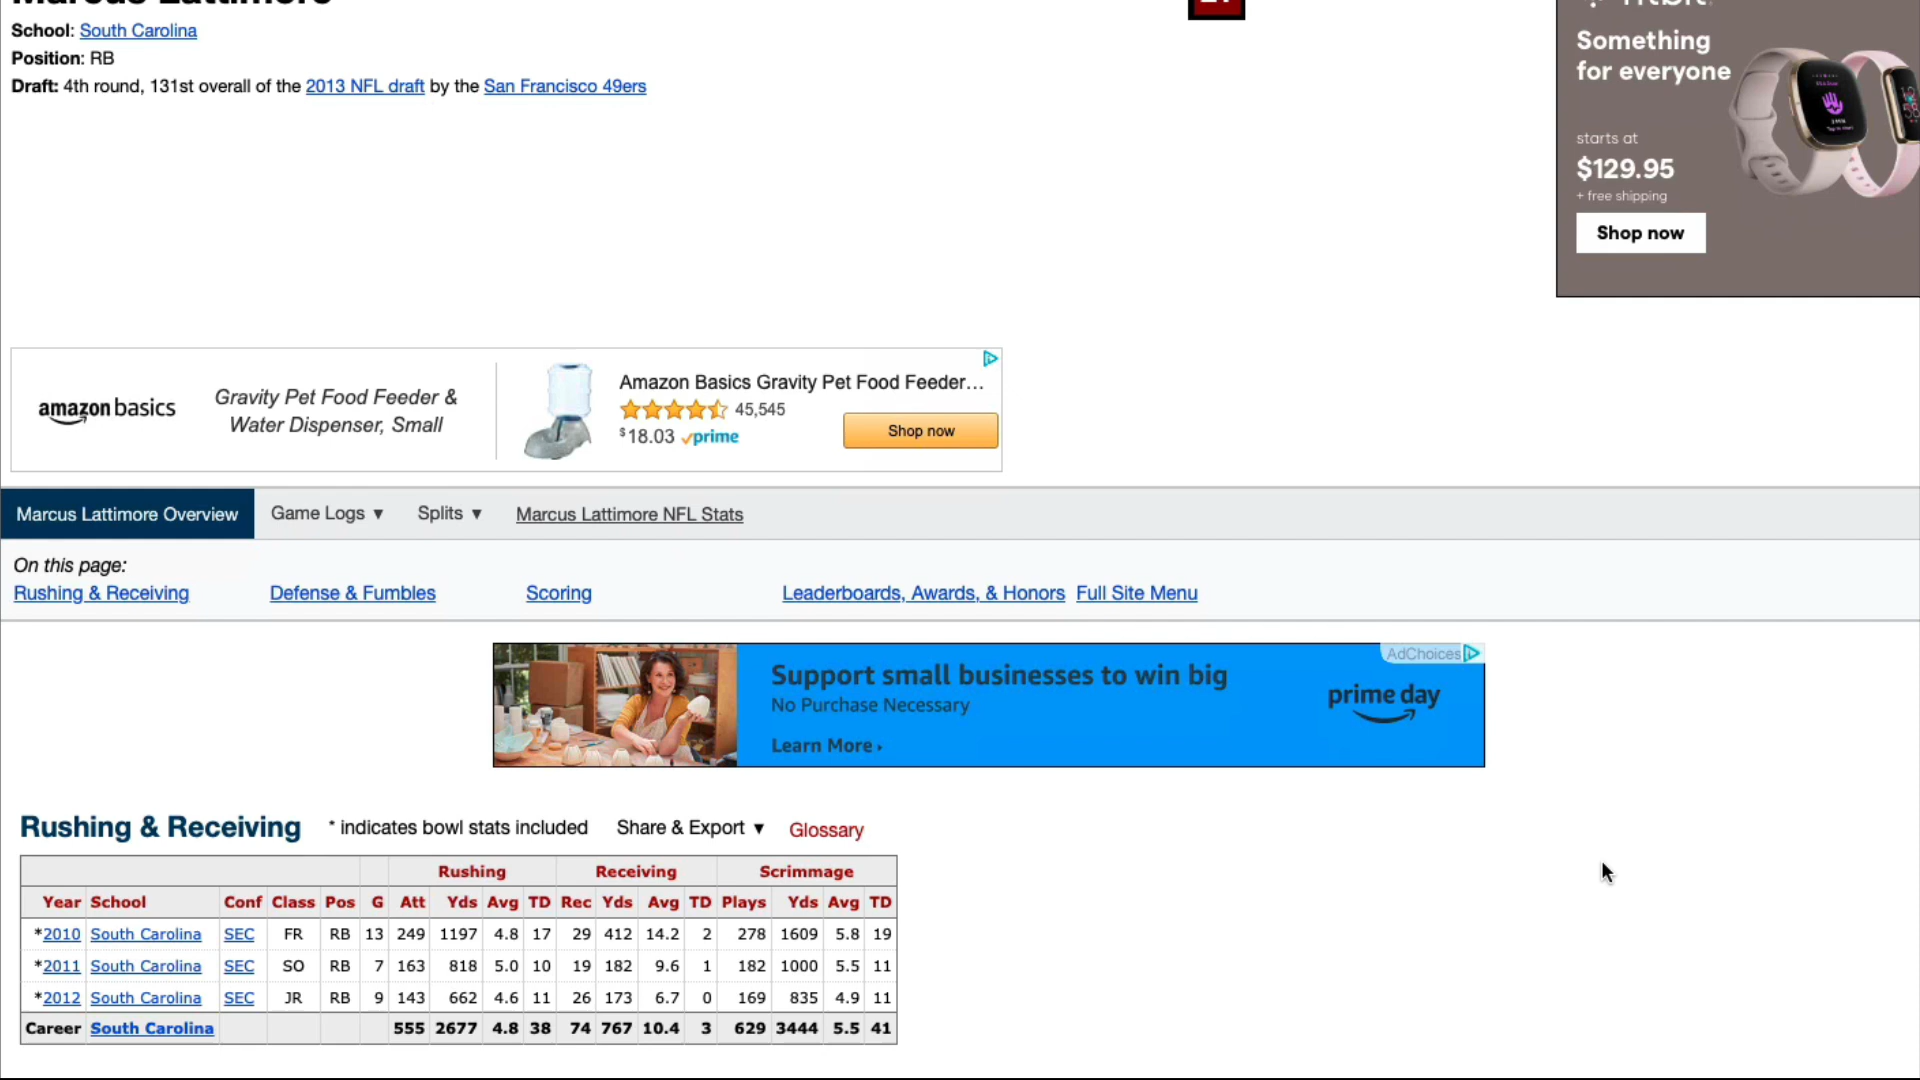 Marcus Lattimore
School: South Carolina
Position: RB
Draft: 4th round, 131st overall of the 2013 NFL draft by the San Francisco 49ers
Something
for everyone
starts at
$129.95
+ free shipping
Shop now
amazon basics
Gravity Pet Food Feeder &
Water Dispenser, Small
Amazon Basics Gravity Pet Food Feeder…
45,545
$18.03 prime
Shop now
Marcus Lattimore Overview Game Logs ▼ Splits ▼ Marcus Lattimore NFL Stats
On this page:
Rushing & Receiving Defense & Fumbles Scoring Leaderboards, Awards, & Honors Full Site Menu
AdChoices
Support small businesses to win big
No Purchase Necessary
Learn More ›
prime day
Rushing & Receiving * indicates bowl stats included Share & Export ▼ Glossary
Rushing Receiving Scrimmage
Year School Conf Class Pos G Att Yds Avg TD Rec Yds Avg TD Plays Yds Avg TD
*2010 South Carolina SEC FR RB 13 249 1197 4.8 17 29 412 14.2 2 278 1609 5.8 19
*2011 South Carolina SEC SO RB 7 163 818 5.0 10 19 182 9.6 1 182 1000 5.5 11
*2012 South Carolina SEC JR RB 9 143 662 4.6 11 26 173 6.7 0 169 835 4.9 11
Career South Carolina 555 2677 4.8 38 74 767 10.4 3 629 3444 5.5 41